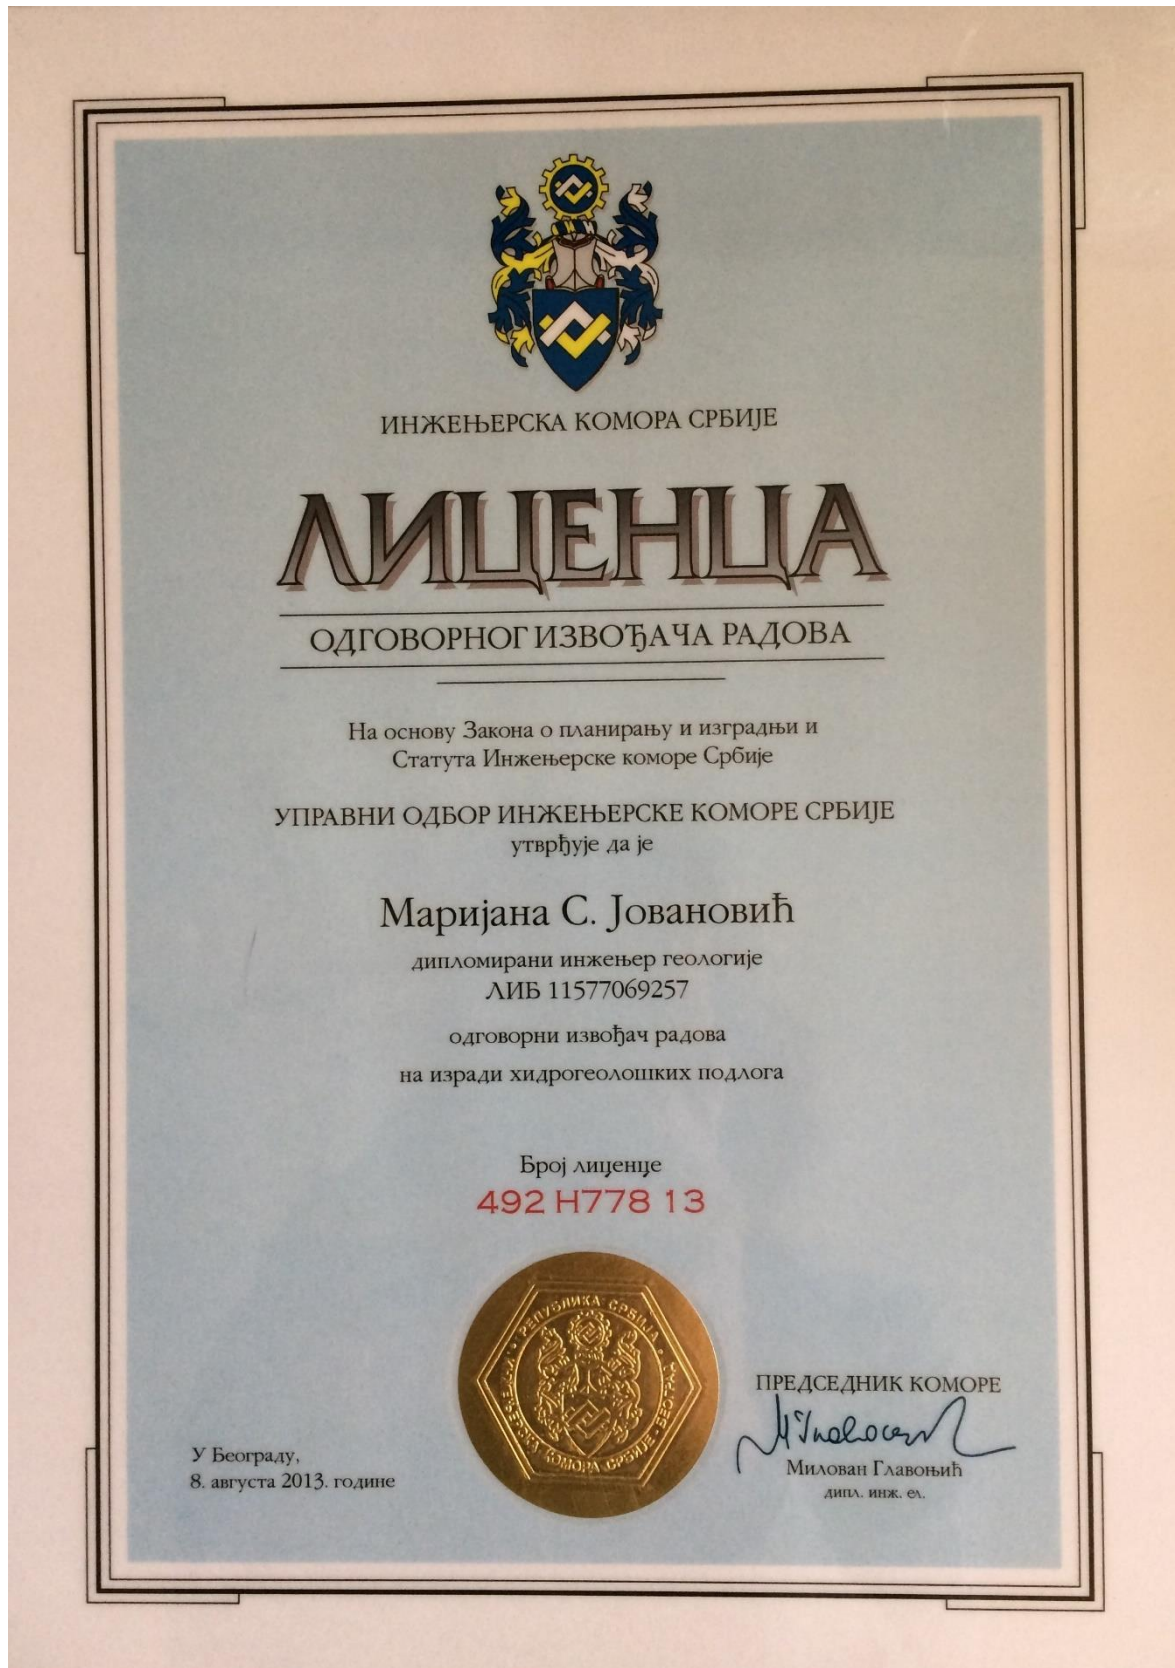 ИНЖЕЊЕРСКА КОМОРА СРБИЈЕ
ЛИЦЕНЦА
ОДГОВОРНОГ ИЗВОЂАЧА РАДОВА
На основу Закона о планирању и изградњи и
Статута Инжењерске коморе Србије
УПРАВНИ ОДБОР ИНЖЕЊЕРСКЕ КОМОРЕ СРБИЈЕ
утврђује да је
Маријана С. Јовановић
дипломирани инжењер геологије
ЛИБ 11577069257
одговорни извођач радова
на изради хидрогеолошких подлога
Број лиценце
492 H778 13
РЕПУБЛИКА СРБИЈА
ИНЖЕЊЕРСКА КОМОРА СРБИЈЕ · БЕОГРАД
ПРЕДСЕДНИК КОМОРЕ
Милован Главоњић
дипл. инж. ел.
У Београду,
8. августа 2013. године